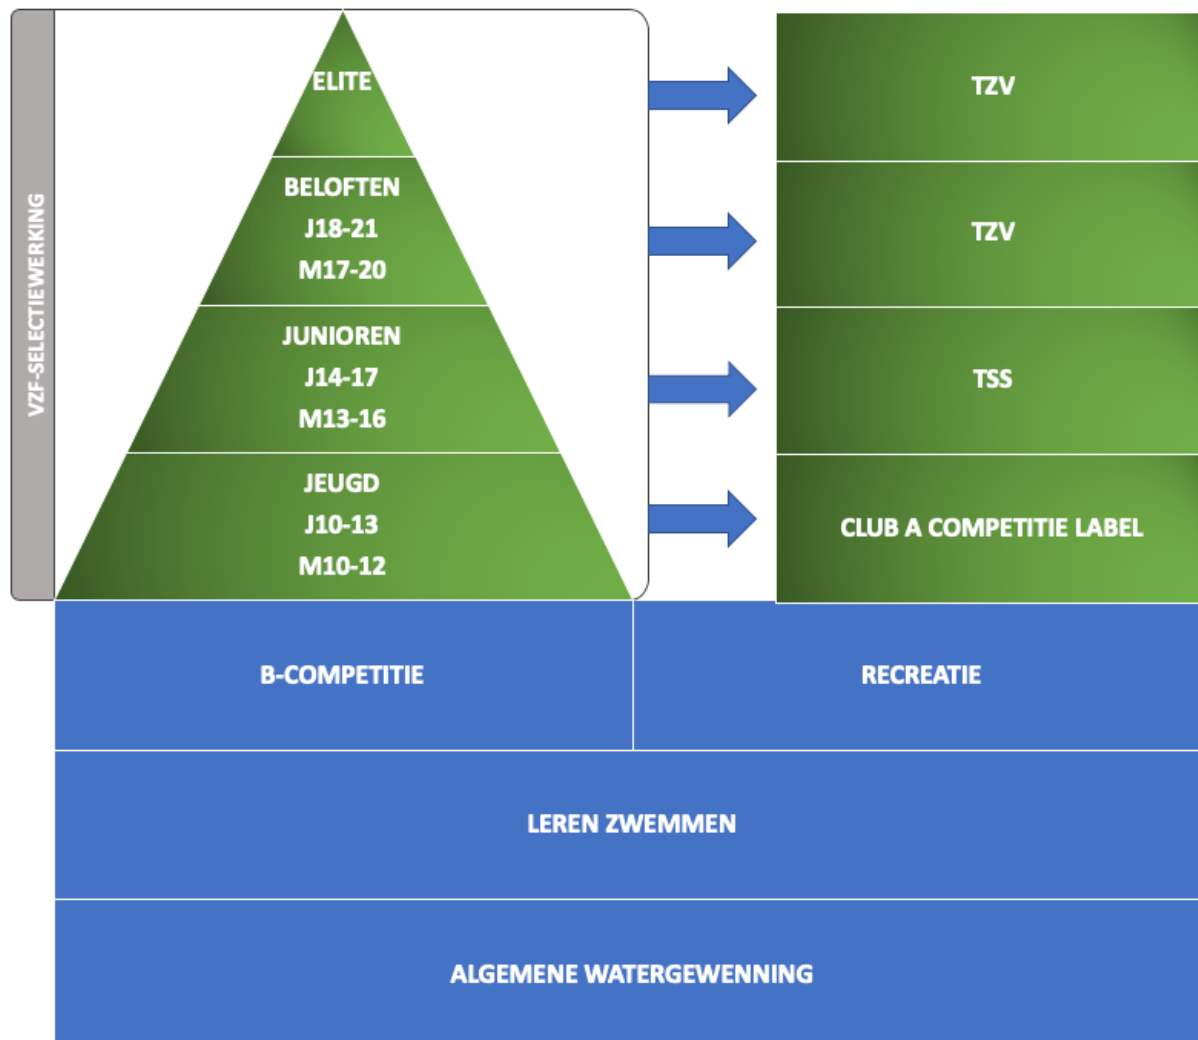 VZF-SELECTIEWERKING
ELITE
TZV
BELOFTEN
J18-21
M17-20
TZV
JUNIOREN
J14-17
M13-16
TSS
JEUGD
J10-13
M10-12
CLUB A COMPETITIE LABEL
B-COMPETITIE
RECREATIE
LEREN ZWEMMEN
ALGEMENE WATERGEWENNING